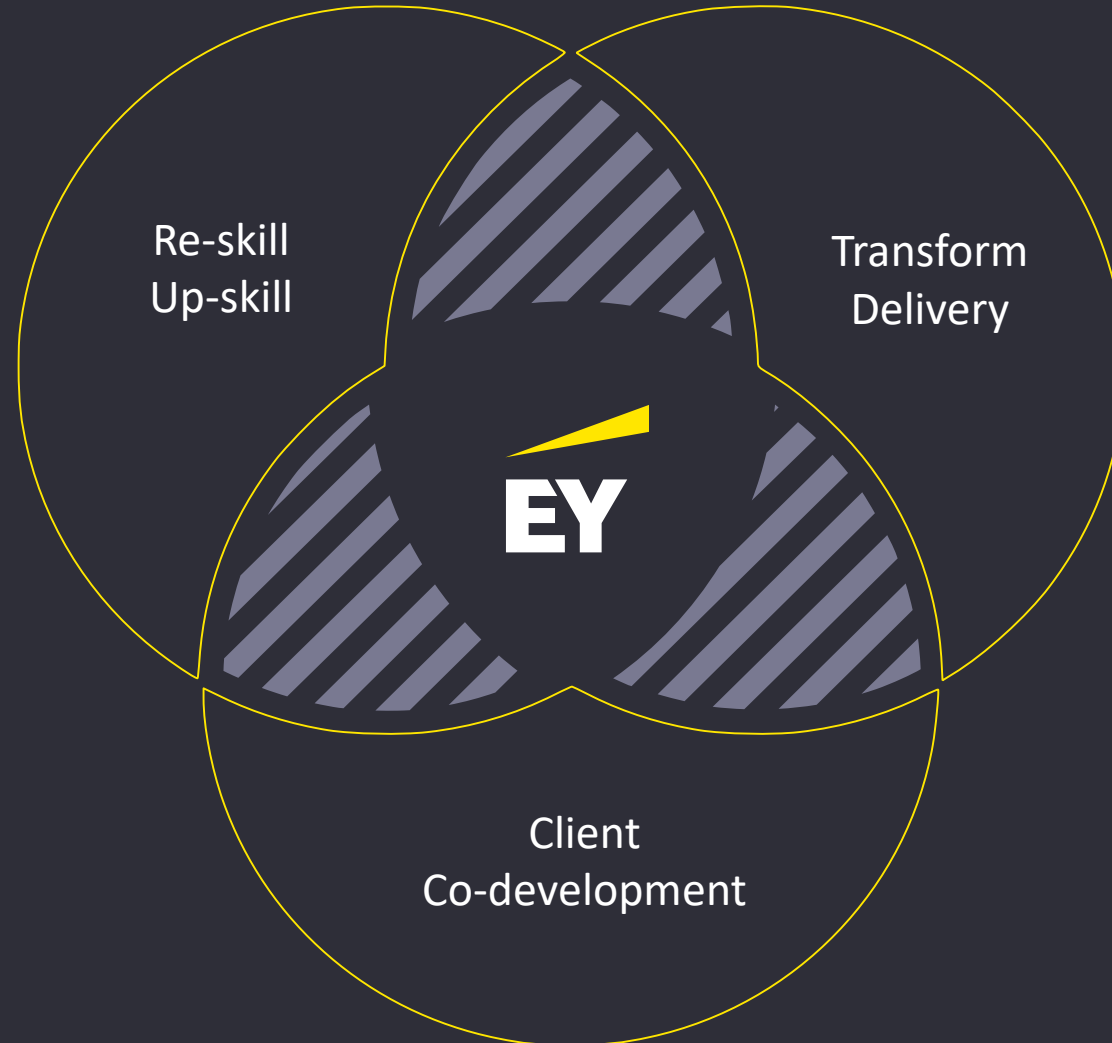 Re-skill
Up-skill
Transform
Delivery
EY
Client
Co-development